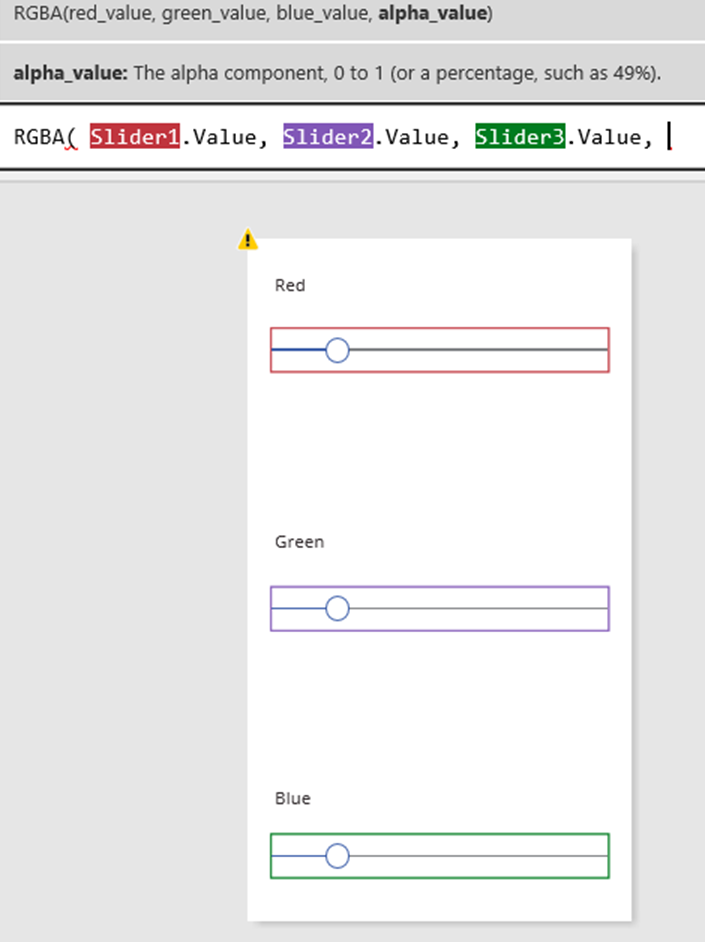 RGBA(red_value, green_value, blue_value, alpha_value)
alpha_value: The alpha component, 0 to 1 (or a percentage, such as 49%).
RGBA( Slider1.Value, Slider2.Value, Slider3.Value,
Red
Green
Blue